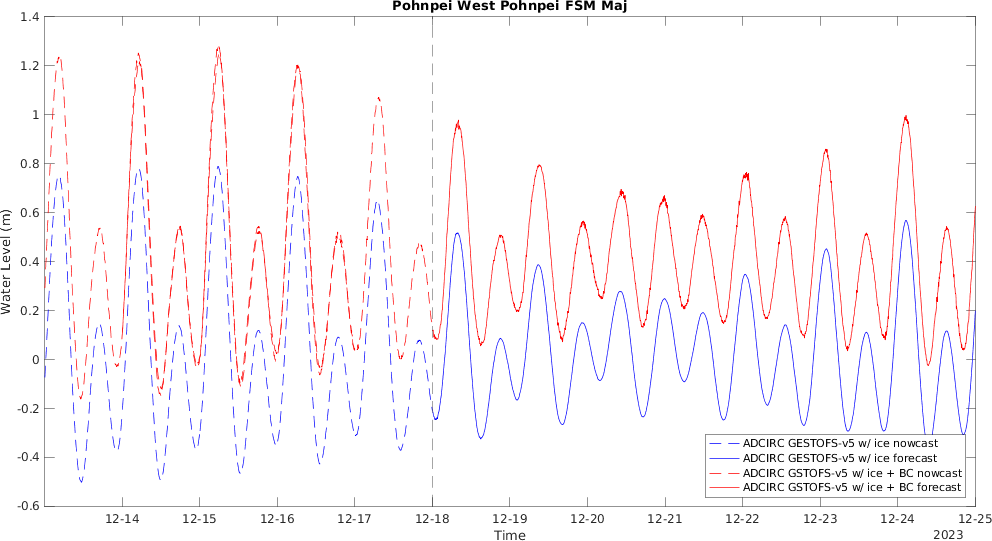 Pohnpei West Pohnpei FSM Maj
Water Level (m)
1.4
1.2
1
0.8
0.6
0.4
0.2
0
-0.2
-0.4
-0.6
ADCIRC GESTOFS-v5 w/ ice nowcast
ADCIRC GESTOFS-v5 w/ ice forecast
ADCIRC GSTOFS-v5 w/ ice + BC nowcast
ADCIRC GSTOFS-v5 w/ ice + BC forecast
12-14 12-15 12-16 12-17 12-18 12-19 12-20 12-21 12-22 12-23 12-24 12-25
Time
2023